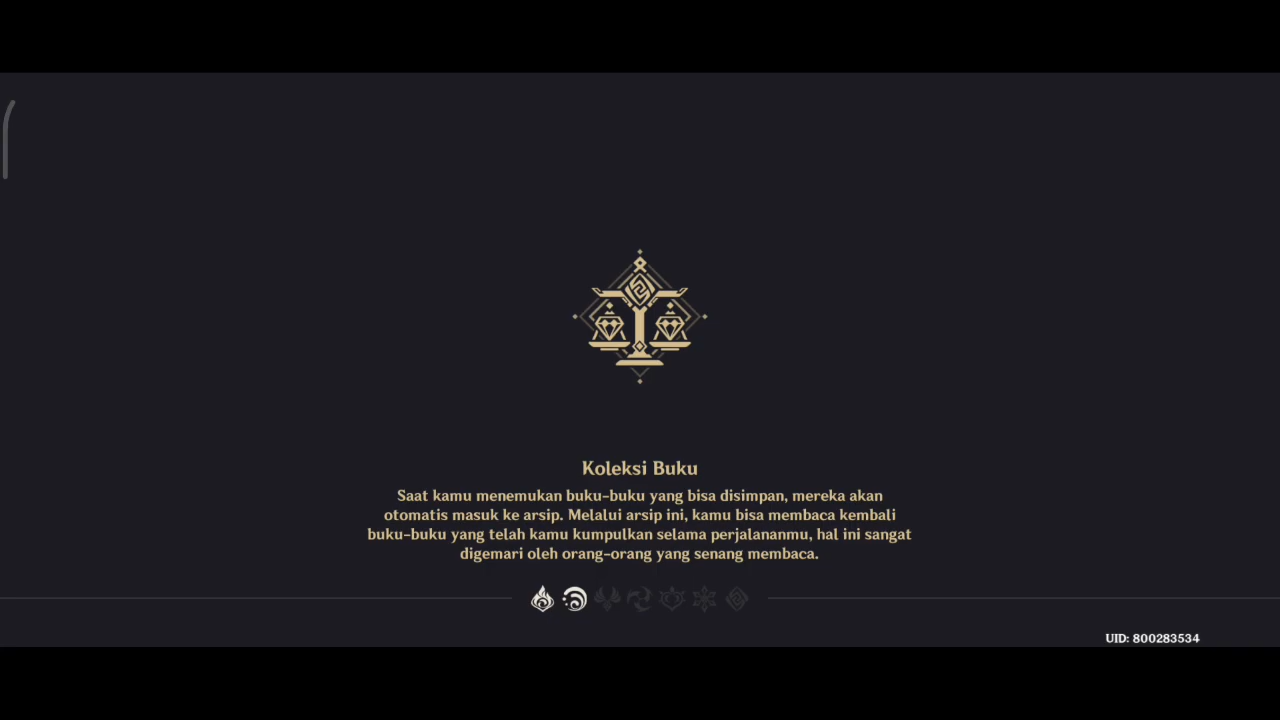 Koleksi Buku
Saat kamu menemukan buku-buku yang bisa disimpan, mereka akan
otomatis masuk ke arsip. Melalui arsip ini, kamu bisa membaca kembali
buku-buku yang telah kamu kumpulkan selama perjalananmu, hal ini sangat
digemari oleh orang-orang yang senang membaca.
UID: 800283534